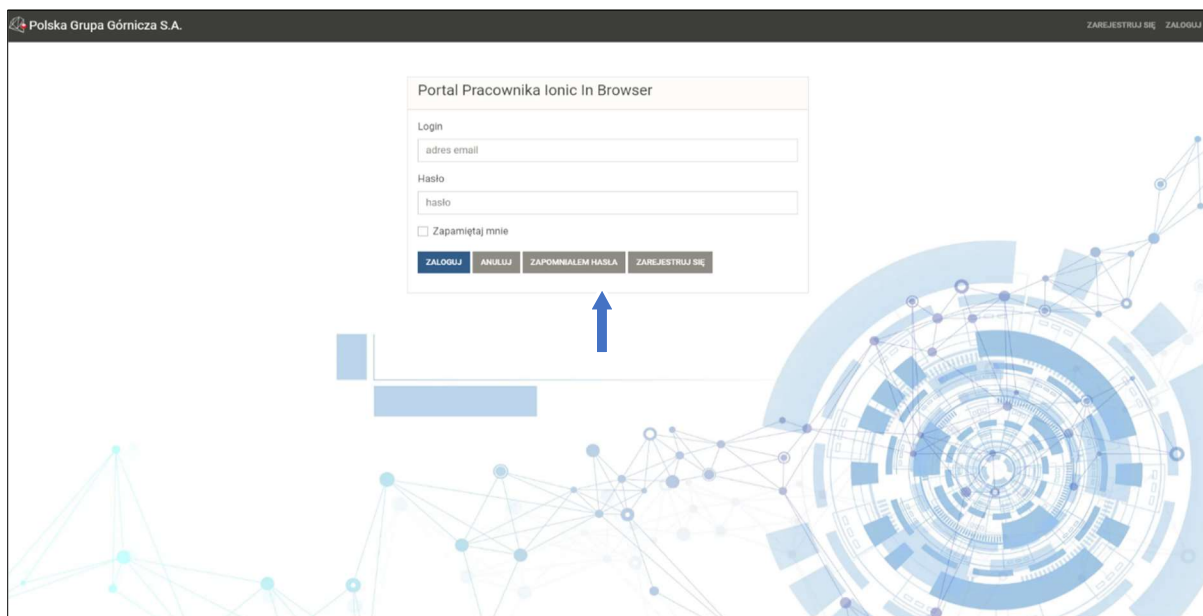 Polska Grupa Górnicza S.A.
ZAREJESTRUJ SIĘ ZALOGUJ
Portal Pracownika Ionic In Browser
Login
adres email
Hasło
hasło
Zapamiętaj mnie
ZALOGUJ ANULUJ ZAPOMNIAŁEM HASŁA ZAREJESTRUJ SIĘ